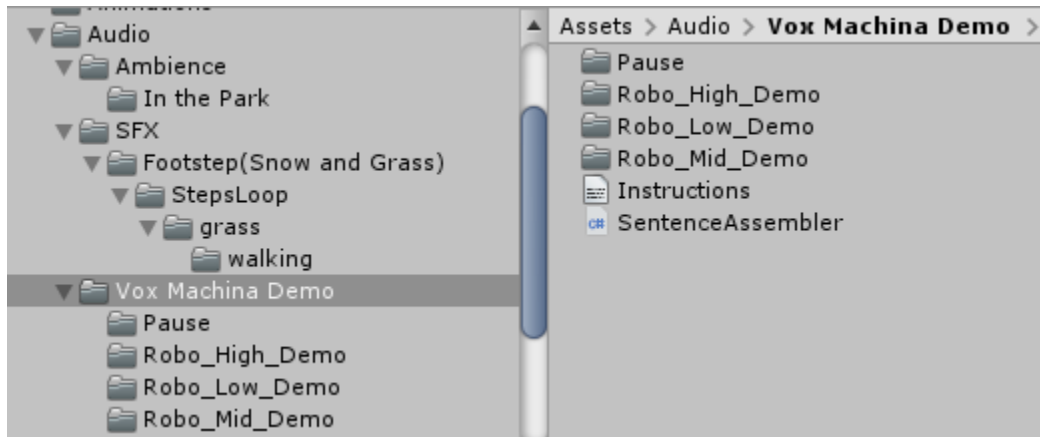 Animations
Audio
Ambience
In the Park
SFX
Footstep(Snow and Grass)
StepsLoop
grass
walking
Vox Machina Demo
Pause
Robo_High_Demo
Robo_Low_Demo
Robo_Mid_Demo
Assets > Audio > Vox Machina Demo >
Pause
Robo_High_Demo
Robo_Low_Demo
Robo_Mid_Demo
Instructions
C# SentenceAssembler